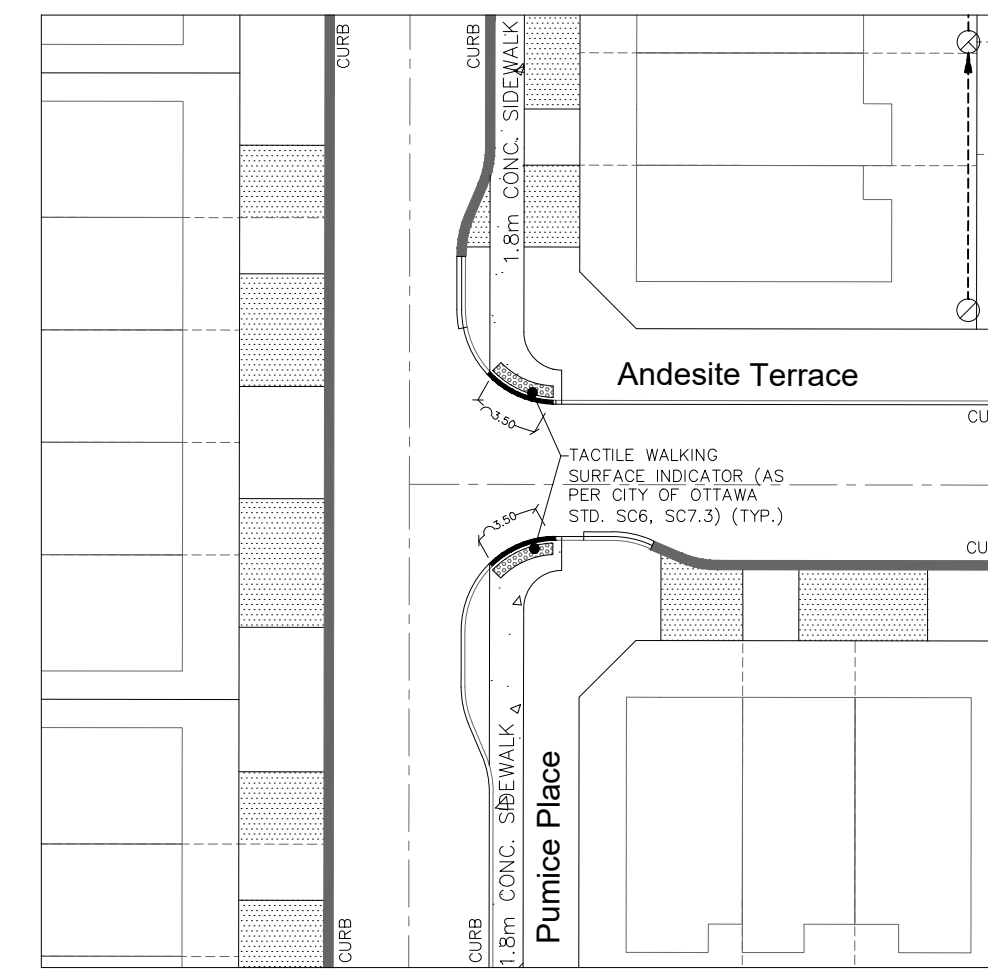 CURB
CURB
1.8m CONC. SIDEWALK
Andesite Terrace
3.50
CU
TACTILE WALKING
SURFACE INDICATOR (AS
PER CITY OF OTTAWA
STD. SC6, SC7.3) (TYP.)
3.50
CU
Pumice Place
1.8m CONC. SIDEWALK
CURB
CURB